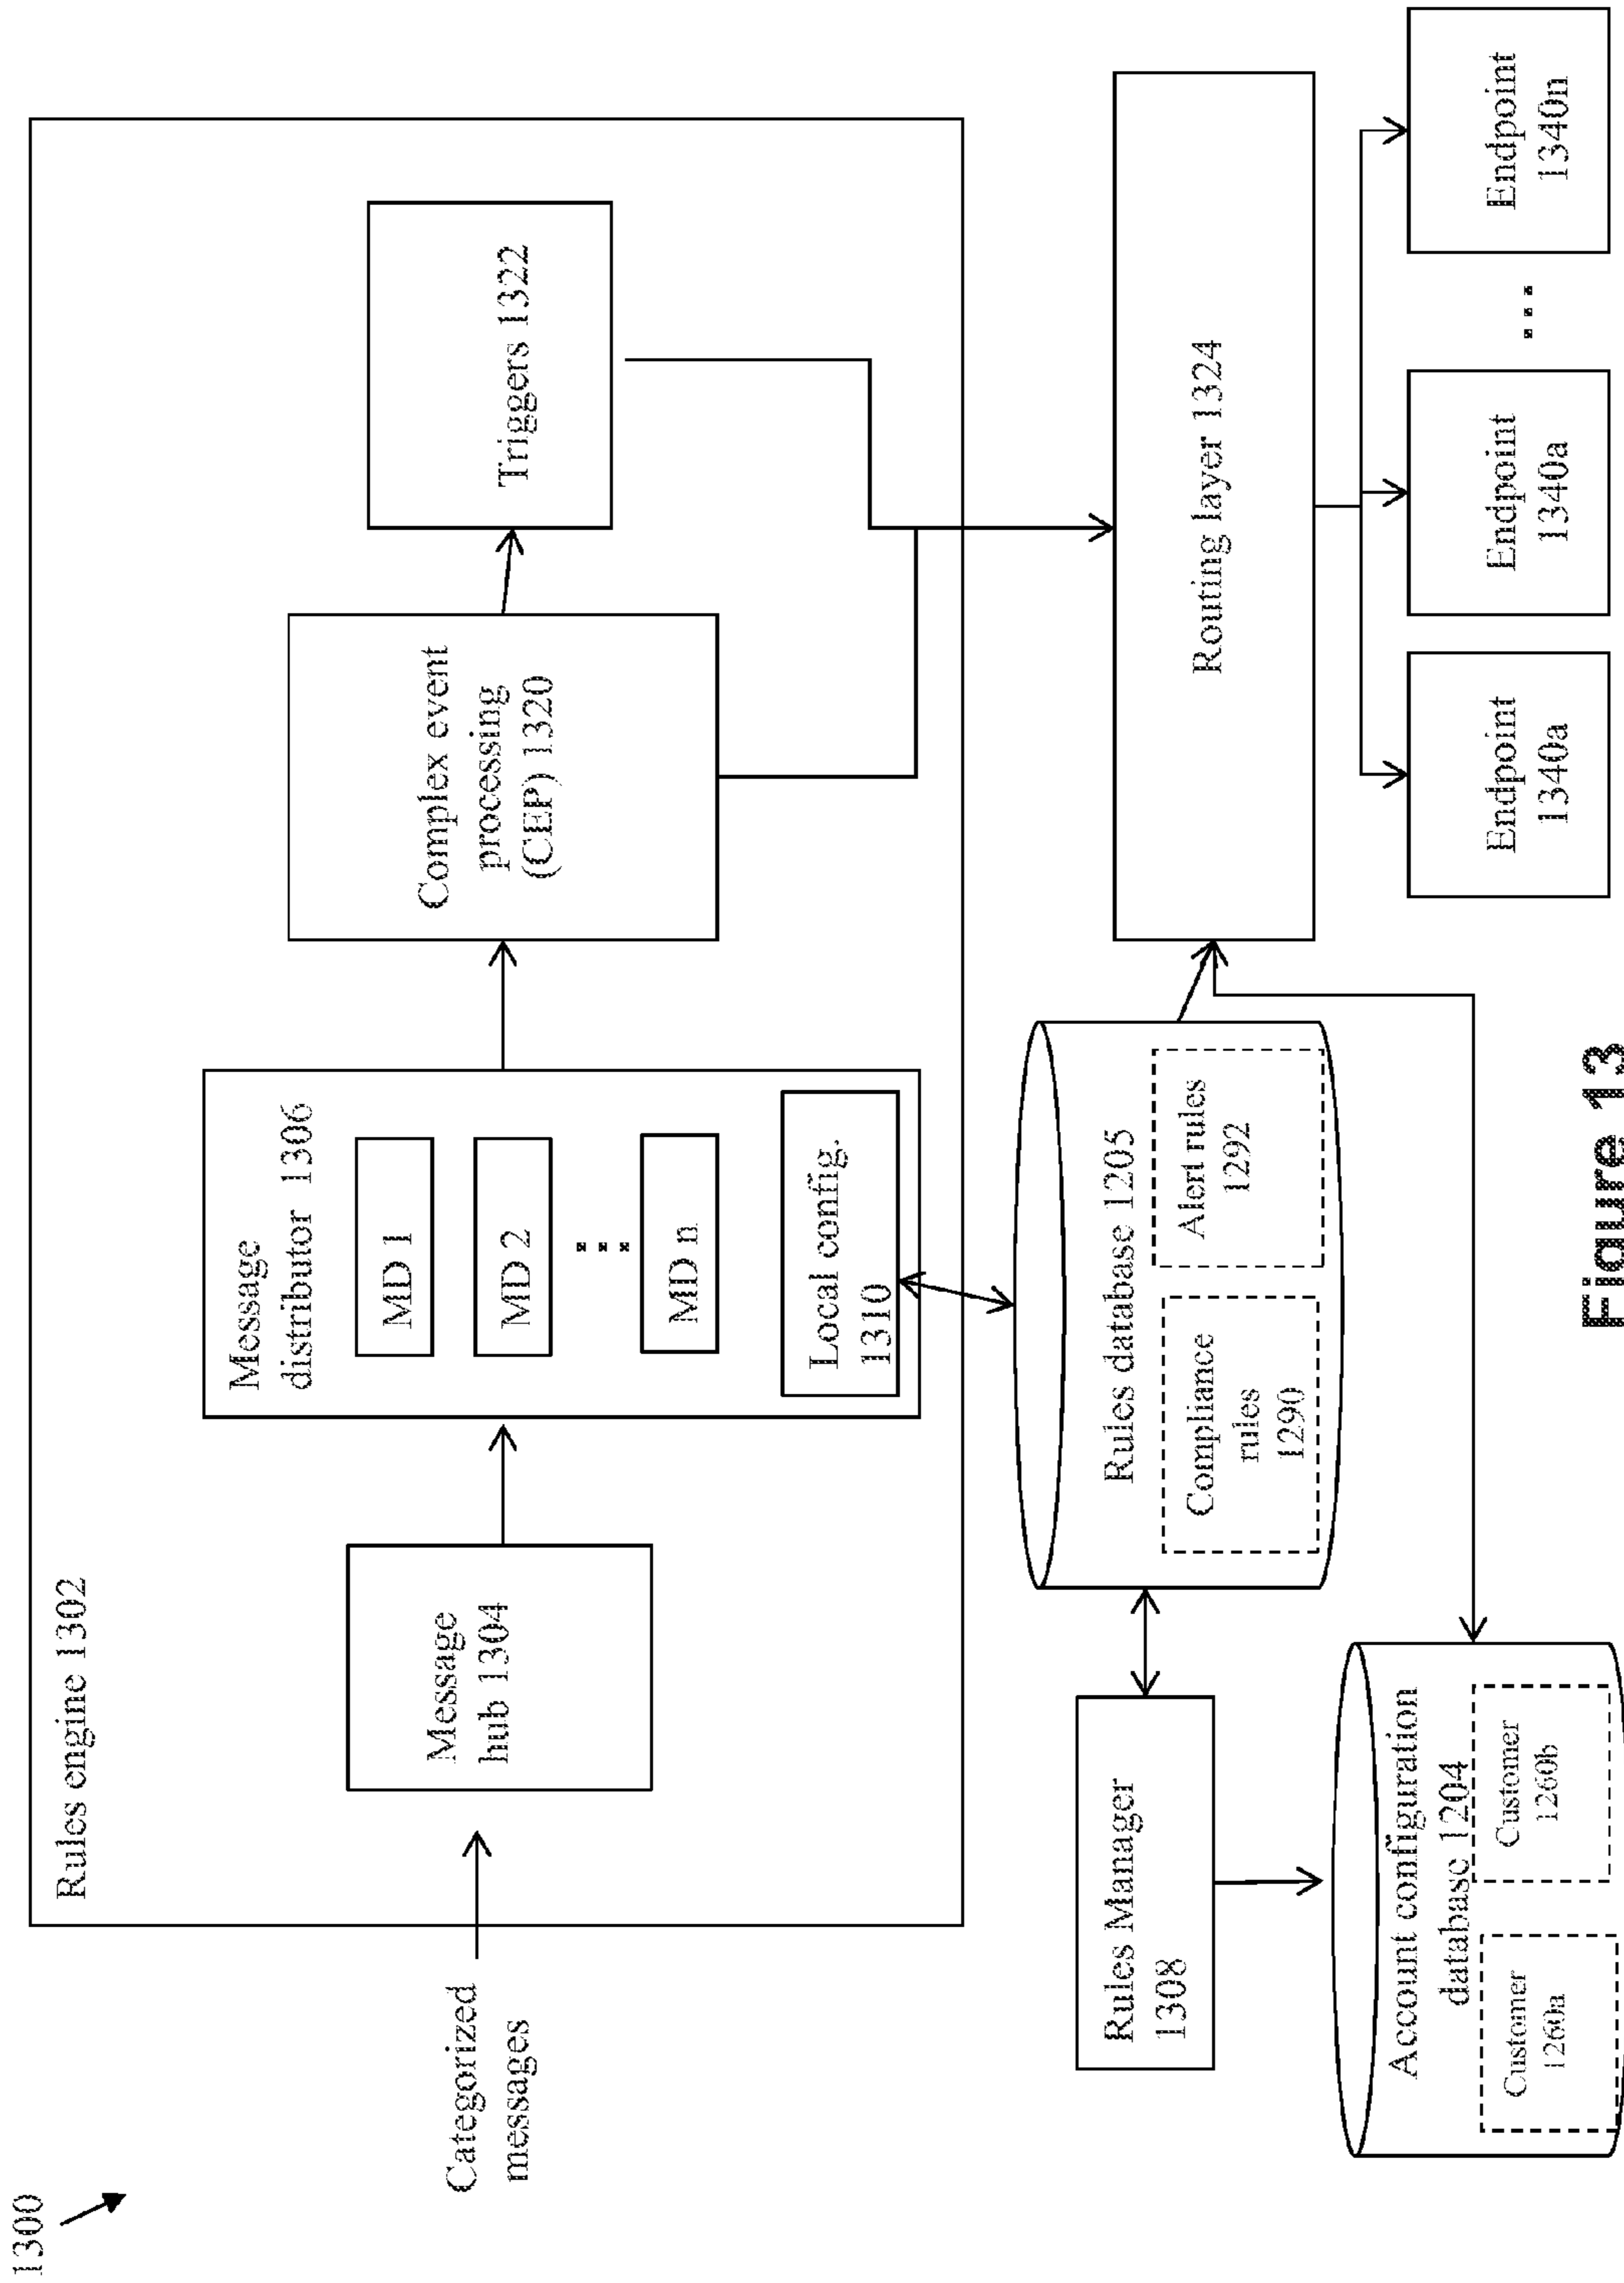 1300
Rules engine 1302
Categorized
messages
Message
hub 1304
Message
distributor 1306
MD 1
MD 2
...
MD n
Local config.
1310
Complex event
processing
(CEP) 1320
Triggers 1322
Rules Manager
1308
Rules database 1205
Compliance
rules
1290
Alert rules
1292
Routing layer 1324
Account configuration
database 1204
Customer
1260a
Customer
1260b
Endpoint
1340a
Endpoint
1340a
...
Endpoint
1340n
Figure 13